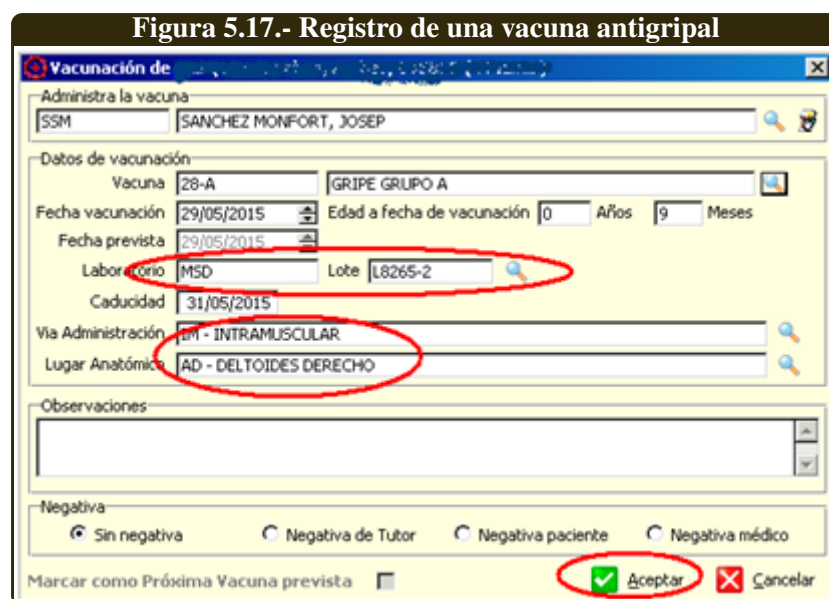 Figura 5.17.- Registro de una vacuna antigripal
Vacunación de
Administra la vacuna
SSM SANCHEZ MONFORT, JOSEP
Datos de vacunación
Vacuna 28-A GRIPE GRUPO A
Fecha vacunación 29/05/2015 Edad a fecha de vacunación 0 Años 9 Meses
Fecha prevista 29/05/2015
Laboratório MSD Lote L8265-2
Caducidad 31/05/2015
Via Administración IM - INTRAMUSCULAR
Lugar Anatómico AD - DELTOIDES DERECHO
Observaciones
Negativa
Sin negativa Negativa de Tutor Negativa paciente Negativa médico
Marcar como Próxima Vacuna prevista Aceptar Cancelar